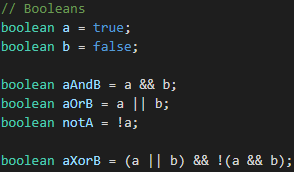 // Booleans
boolean a = true;
boolean b = false;

boolean aAndB = a && b;
boolean aOrB = a || b;
boolean notA = !a;

boolean aXorB = (a || b) && !(a && b);